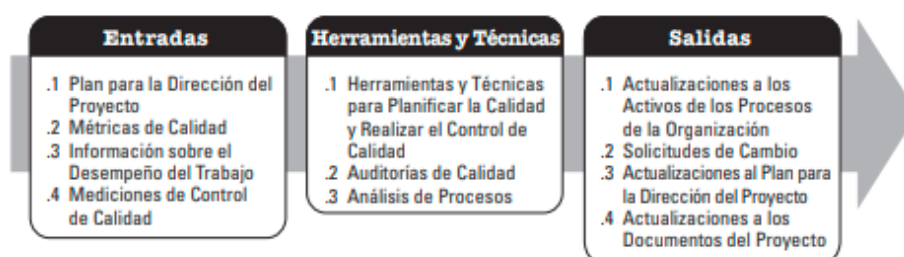 Entradas
.1 Plan para la Dirección del
Proyecto
.2 Métricas de Calidad
.3 Información sobre el
Desempeño del Trabajo
.4 Mediciones de Control
de Calidad
Herramientas y Técnicas
.1 Herramientas y Técnicas
para Planificar la Calidad
y Realizar el Control de
Calidad
.2 Auditorías de Calidad
.3 Análisis de Procesos
Salidas
.1 Actualizaciones a los
Activos de los Procesos
de la Organización
.2 Solicitudes de Cambio
.3 Actualizaciones al Plan para
la Dirección del Proyecto
.4 Actualizaciones a los
Documentos del Proyecto